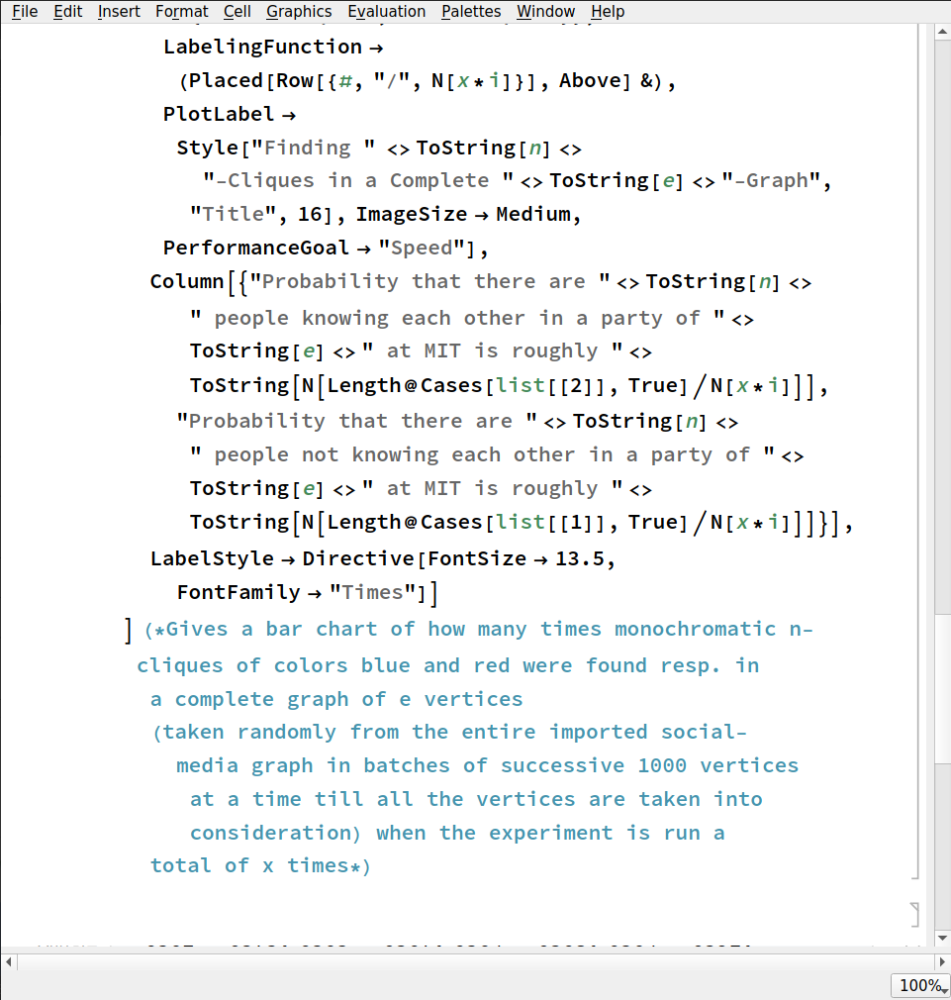 File Edit Insert Format Cell Graphics Evaluation Palettes Window Help
LabelingFunction →
(Placed[Row[{#, "/", N[x * i]}], Above] &),
PlotLabel →
Style["Finding " <> ToString[n] <>
"-Cliques in a Complete " <> ToString[e] <> "-Graph",
"Title", 16], ImageSize → Medium,
PerformanceGoal → "Speed"],
Column[{"Probability that there are " <> ToString[n] <>
" people knowing each other in a party of " <>
ToString[e] <> " at MIT is roughly " <>
ToString[N[Length@Cases[list[[2]], True] / N[x * i]]],
"Probability that there are " <> ToString[n] <>
" people not knowing each other in a party of " <>
ToString[e] <> " at MIT is roughly " <>
ToString[N[Length@Cases[list[[1]], True] / N[x * i]]]}],
LabelStyle → Directive[FontSize → 13.5,
FontFamily → "Times"]]
] (*Gives a bar chart of how many times monochromatic n-
cliques of colors blue and red were found resp. in
a complete graph of e vertices
(taken randomly from the entire imported social-
media graph in batches of successive 1000 vertices
at a time till all the vertices are taken into
consideration) when the experiment is run a
total of x times*)
100%